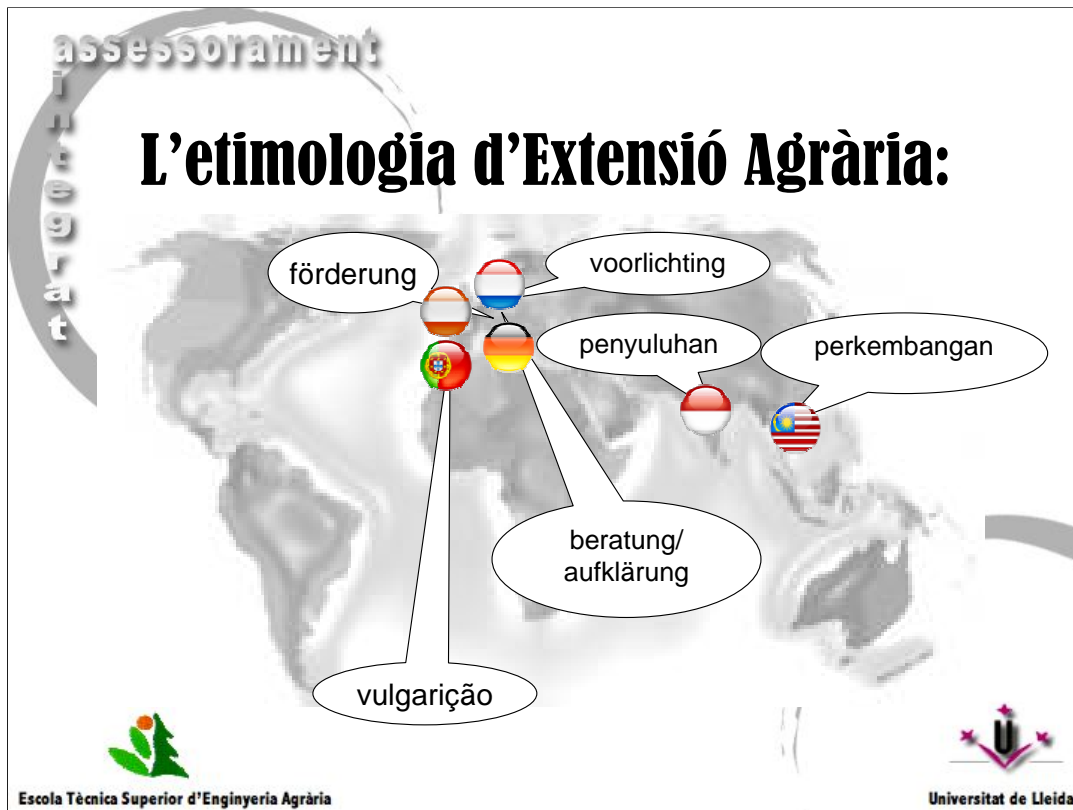 assessorament
integrat
L’etimologia d’Extensió Agrària:
förderung
voorlichting
penyuluhan
perkembangan
beratung/
aufklärung
vulgarição
Escola Tècnica Superior d’Enginyeria Agrària
U
Universitat de Lleida